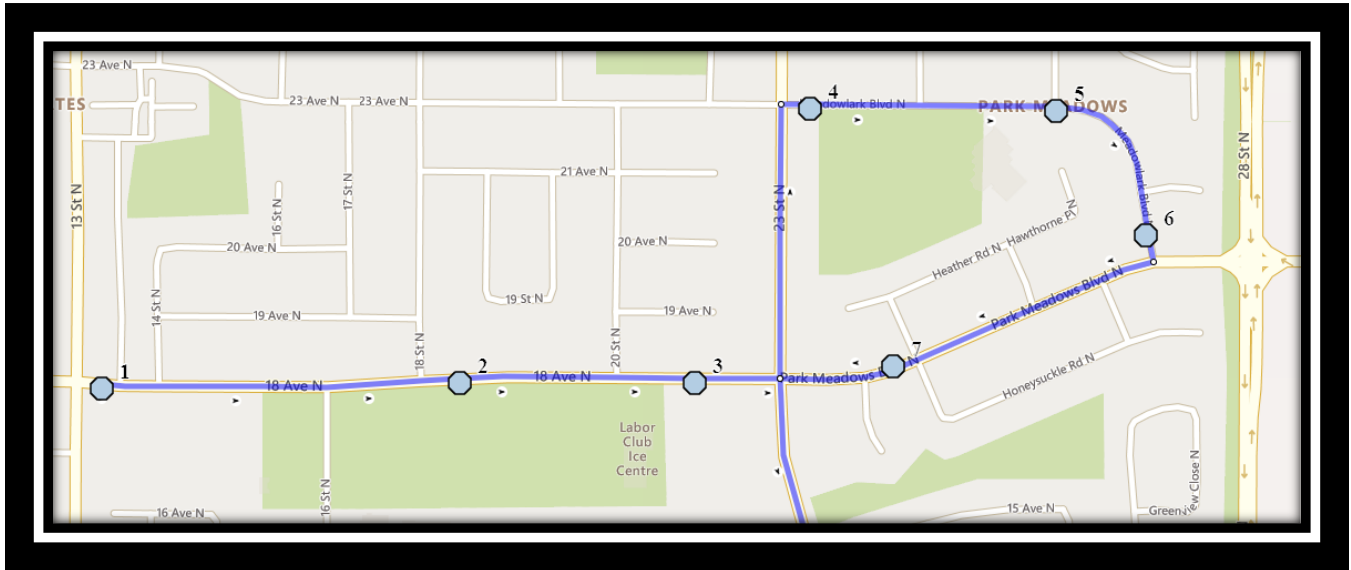 23 Ave N
23 Ave N
23 Ave N
TES
4
dowlark Blvd N
5
PARK MEADOWS
Meadowlark Blvd N
28 St N
13 St N
17 St N
16 St N
21 Ave N
23 St N
6
20 Ave N
20 Ave N
Heather Rd N
Hawthorne Pl N
14 St N
19 St N
19 Ave N
19 Ave N
Park Meadows Blvd N
18 St N
20 St N
1
2
3
7
18 Ave N
18 Ave N
Park Meadows B
N
Honeysuckle Rd N
Labor
Club
Ice
Centre
16 St N
16 Ave N
15 Ave N
Green
iew Close N